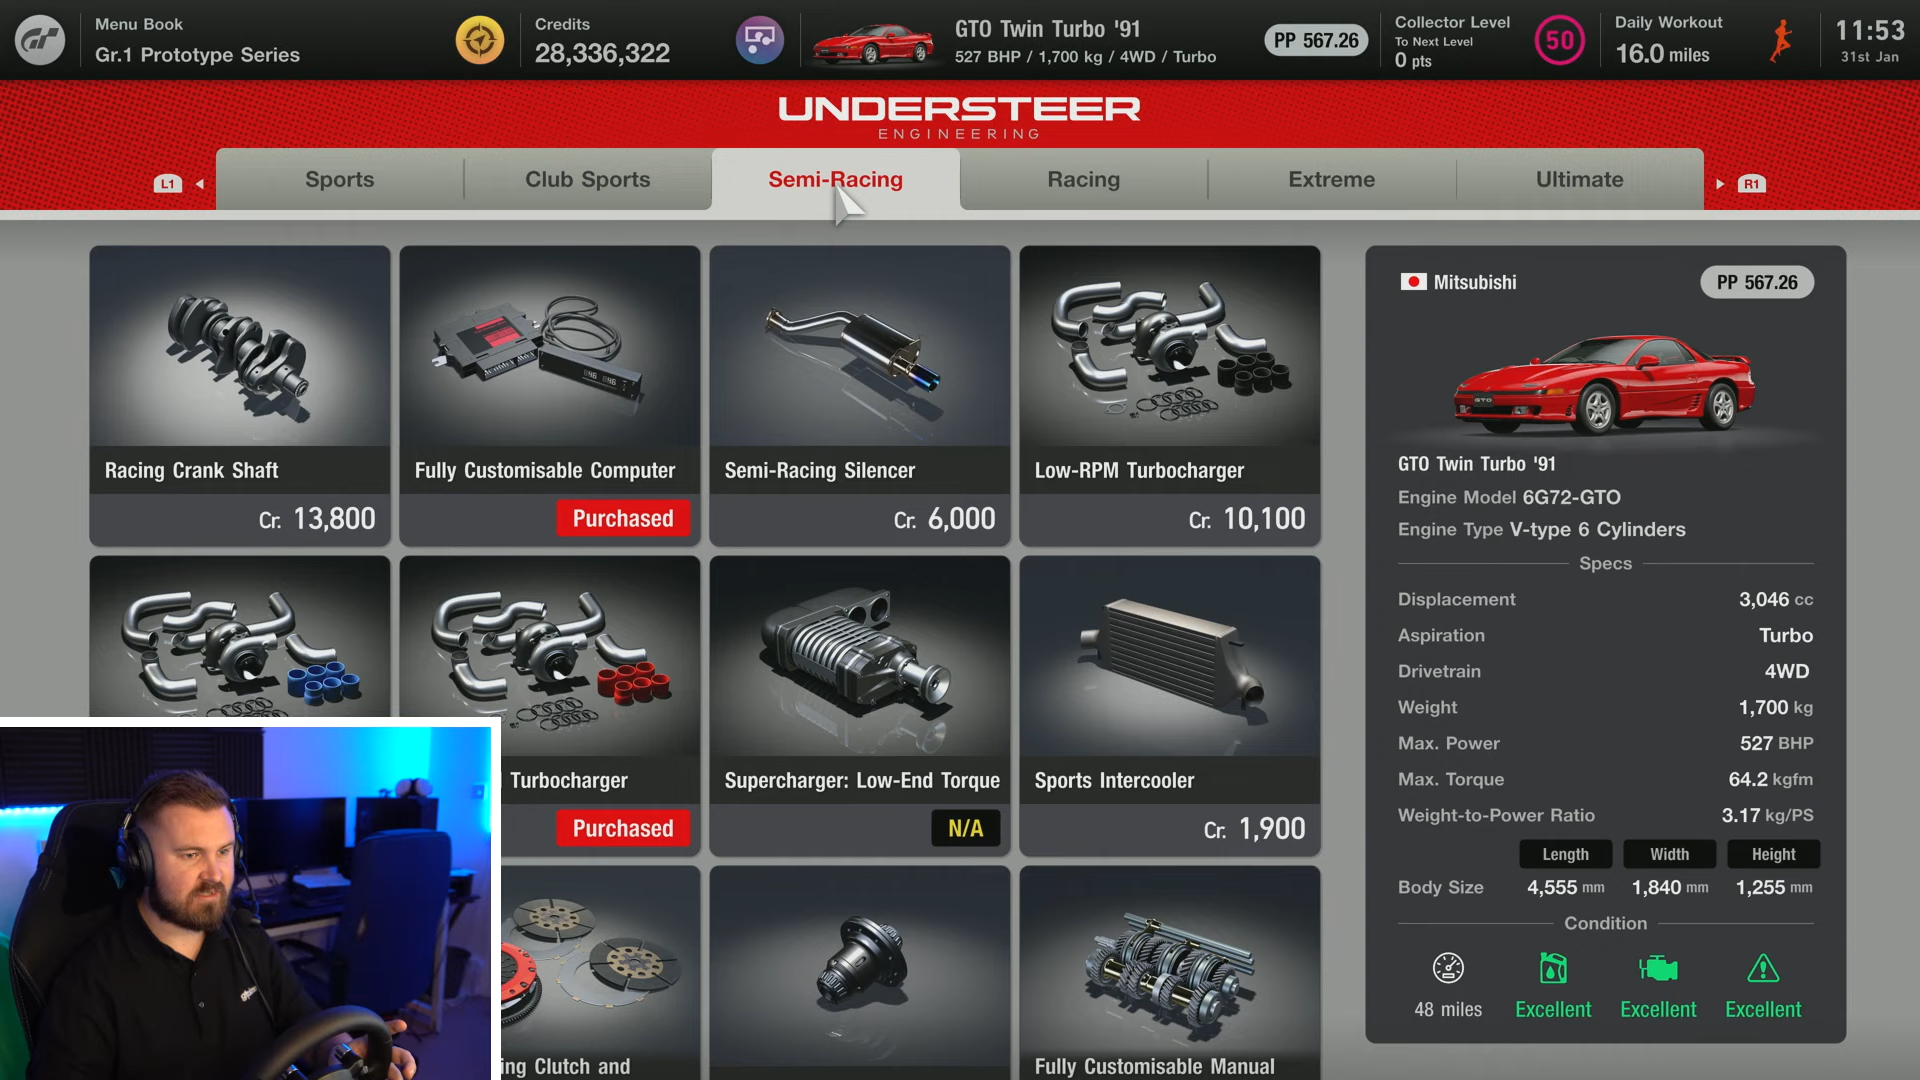 Menu Book
Gr.1 Prototype Series
Credits
28,336,322
GTO Twin Turbo '91
527 BHP / 1,700 kg / 4WD / Turbo
PP 567.26
Collector Level
To Next Level
0 pts
50
Daily Workout
16.0 miles
11:53
31st Jan
UNDERSTEER
ENGINEERING
L1
Sports
Club Sports
Semi-Racing
Racing
Extreme
Ultimate
R1
Racing Crank Shaft
Cr. 13,800
Fully Customisable Computer
Purchased
Semi-Racing Silencer
Cr. 6,000
Low-RPM Turbocharger
Cr. 10,100
Turbocharger
Purchased
Supercharger: Low-End Torque
N/A
Sports Intercooler
Cr. 1,900
ing Clutch and
Fully Customisable Manual
Mitsubishi
PP 567.26
GTO Twin Turbo '91
Engine Model 6G72-GTO
Engine Type V-type 6 Cylinders
Specs
Displacement 3,046 cc
Aspiration Turbo
Drivetrain 4WD
Weight 1,700 kg
Max. Power 527 BHP
Max. Torque 64.2 kgfm
Weight-to-Power Ratio 3.17 kg/PS
Length Width Height
Body Size 4,555 mm 1,840 mm 1,255 mm
Condition
48 miles
Excellent
Excellent
Excellent